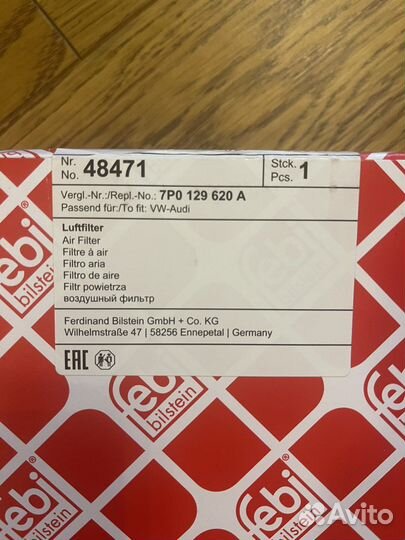 Nr.
No. 48471
Stck.
Pcs. 1
Vergl.-Nr.:/Repl.-No.: 7P0 129 620 A
Passend für:/To fit: VW-Audi
Luftfilter
Air Filter
Filtre à air
Filtro aria
Filtro de aire
Filtr powietrza
воздушный фильтр
Ferdinand Bilstein GmbH + Co. KG
Wilhelmstraße 47 | 58256 Ennepetal | Germany
EAC
febi
bilstein
febi
bilstein
febi
bilstein
febi
bilstein
Avito